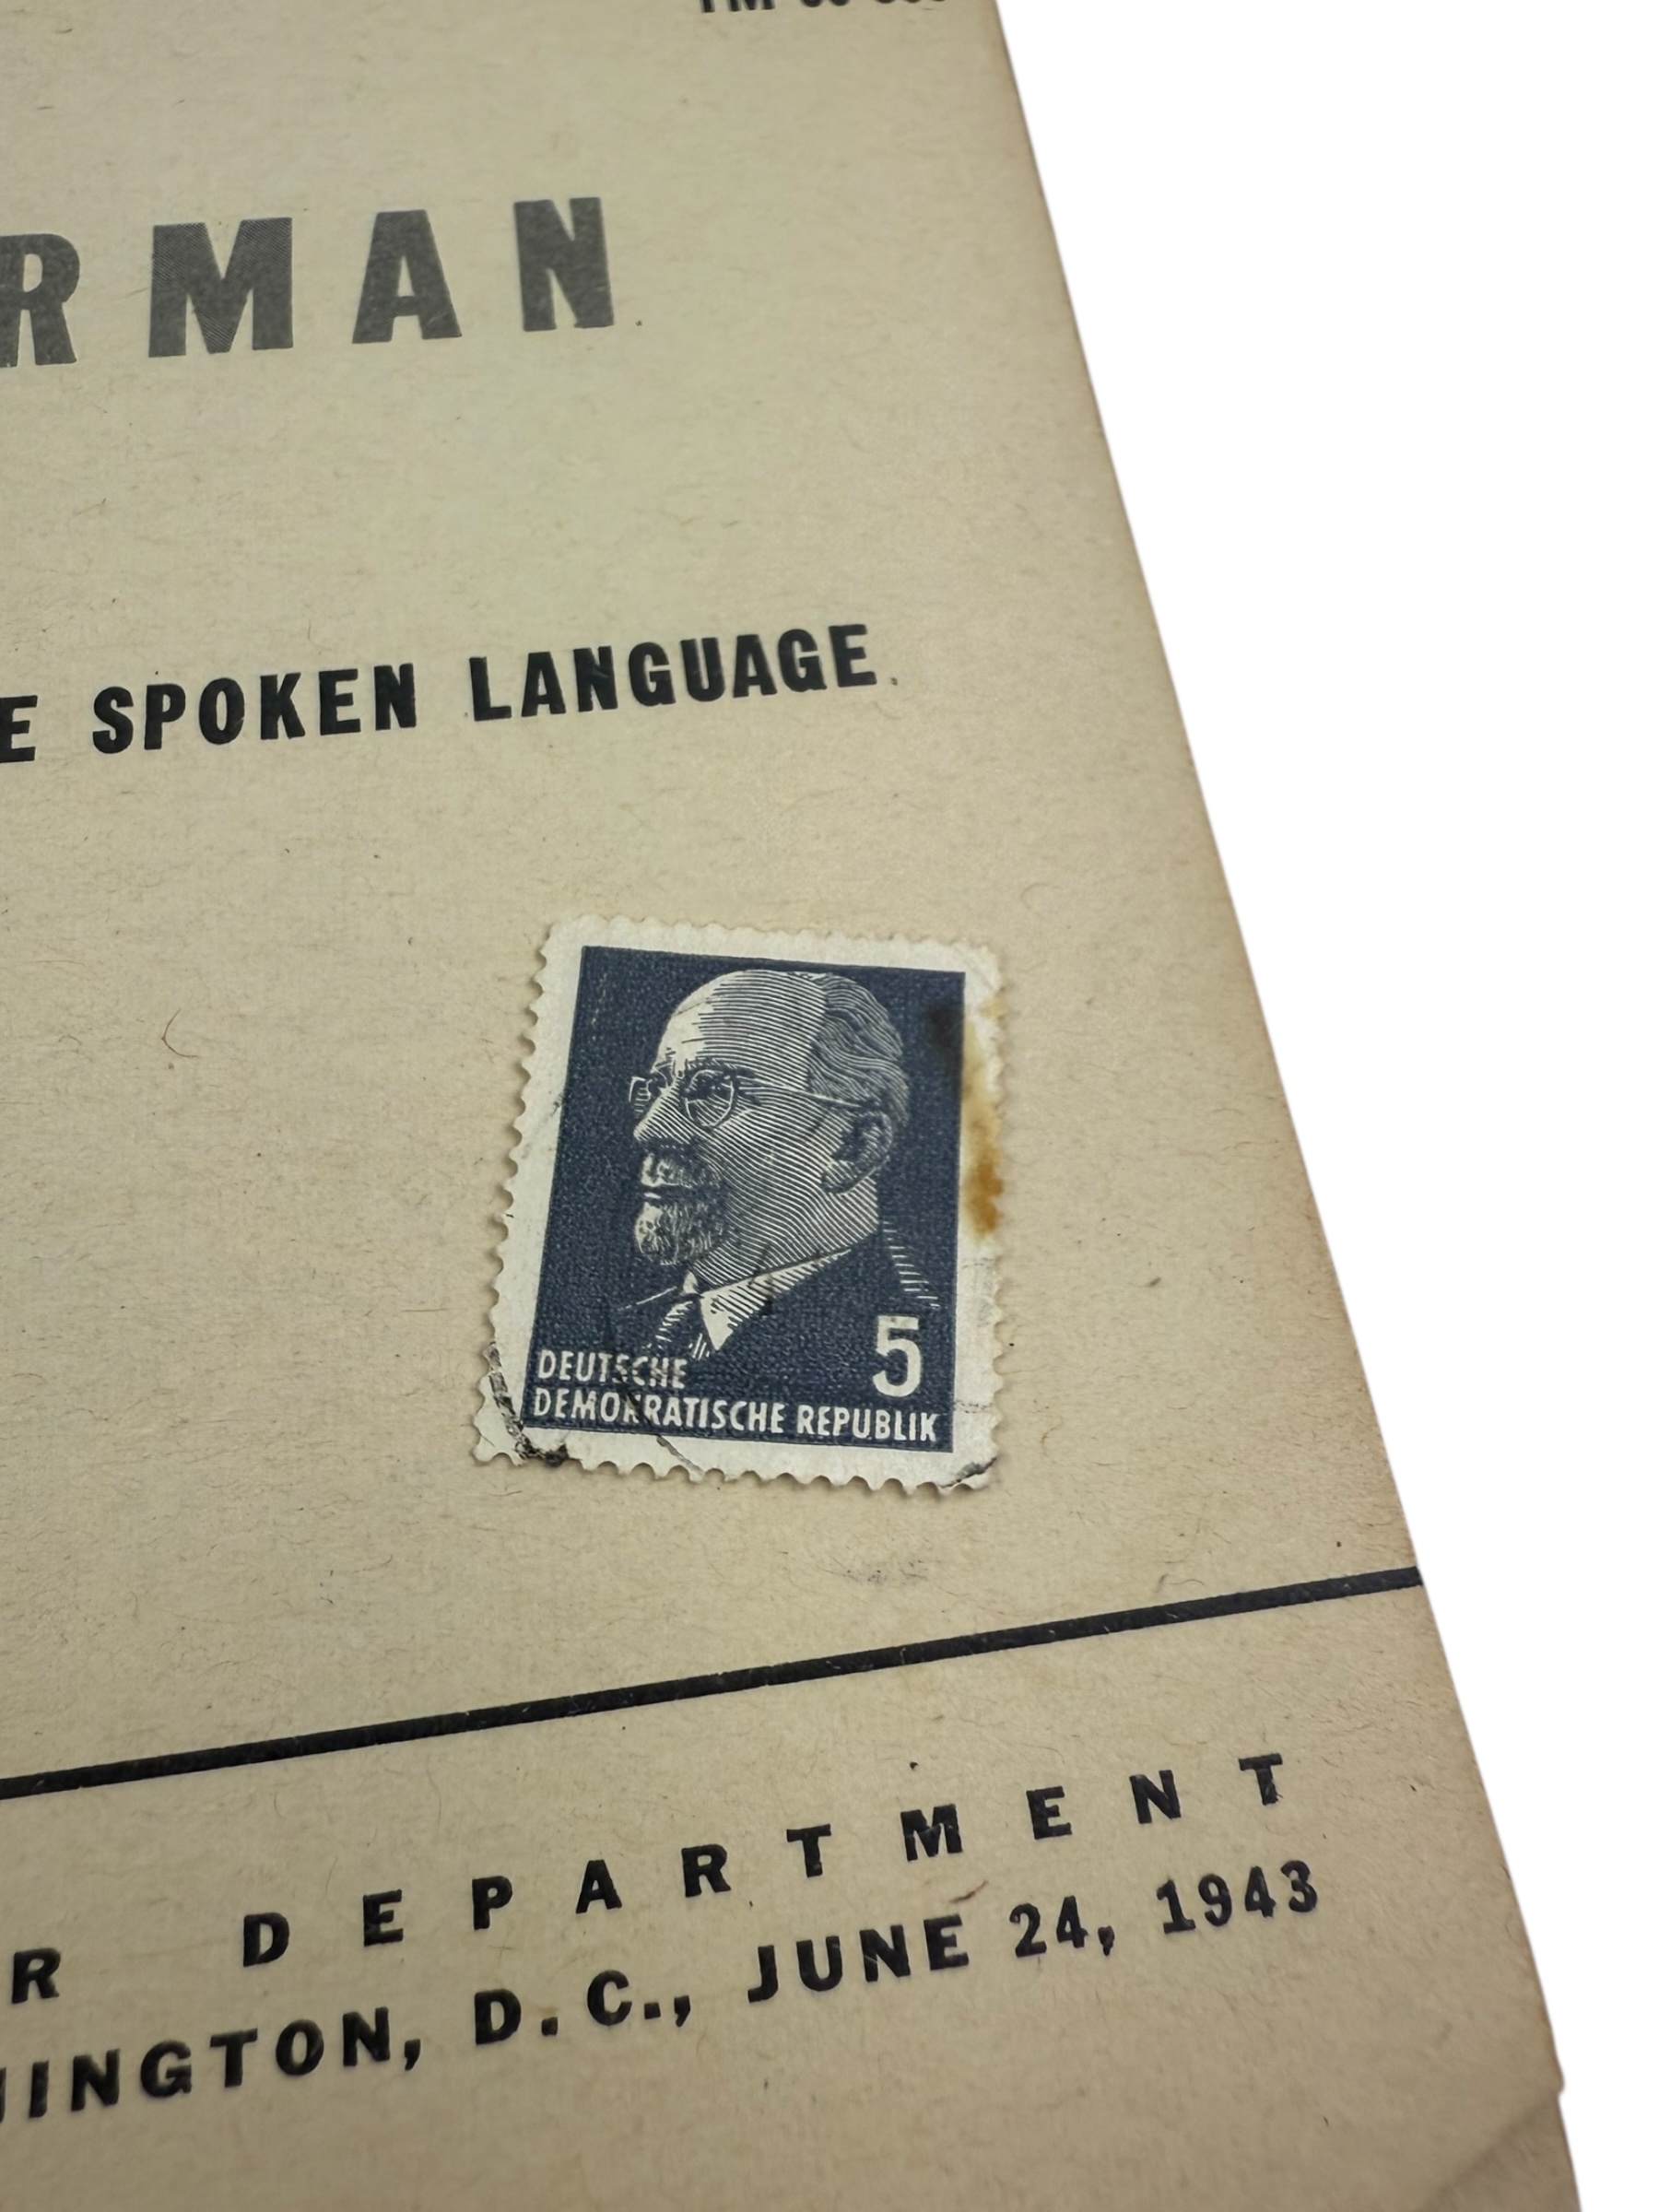 RMAN
E SPOKEN LANGUAGE
5
DEUTSCHE
DEMOKRATISCHE REPUBLIK
R DEPARTMENT
INGTON, D.C., JUNE 24, 1943